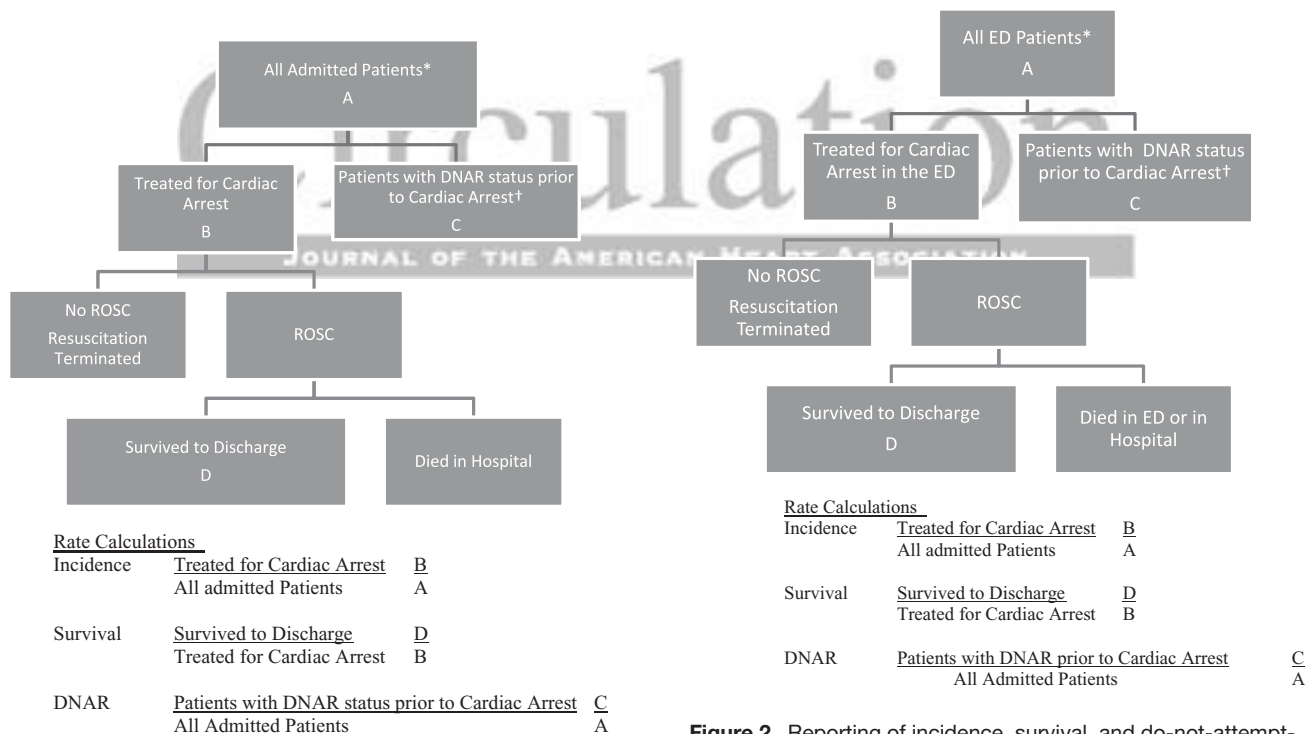 All Admitted Patients*
A
Treated for Cardiac
Arrest
B
Patients with DNAR status prior
to Cardiac Arrest†
C
No ROSC
Resuscitation
Terminated
ROSC
Survived to Discharge
D
Died in Hospital
Rate Calculations
Incidence Treated for Cardiac Arrest B
All admitted Patients A
Survival Survived to Discharge D
Treated for Cardiac Arrest B
DNAR Patients with DNAR status prior to Cardiac Arrest C
All Admitted Patients A
All ED Patients*
A
Treated for Cardiac
Arrest in the ED
B
Patients with DNAR status
prior to Cardiac Arrest†
C
No ROSC
Resuscitation
Terminated
ROSC
Survived to Discharge
D
Died in ED or in
Hospital
Rate Calculations
Incidence Treated for Cardiac Arrest B
All admitted Patients A
Survival Survived to Discharge D
Treated for Cardiac Arrest B
DNAR Patients with DNAR prior to Cardiac Arrest C
All Admitted Patients A
Figure 2. Reporting of incidence, survival, and do-not-attempt-
Circulation
JOURNAL OF THE AMERICAN HEART ASSOCIATION